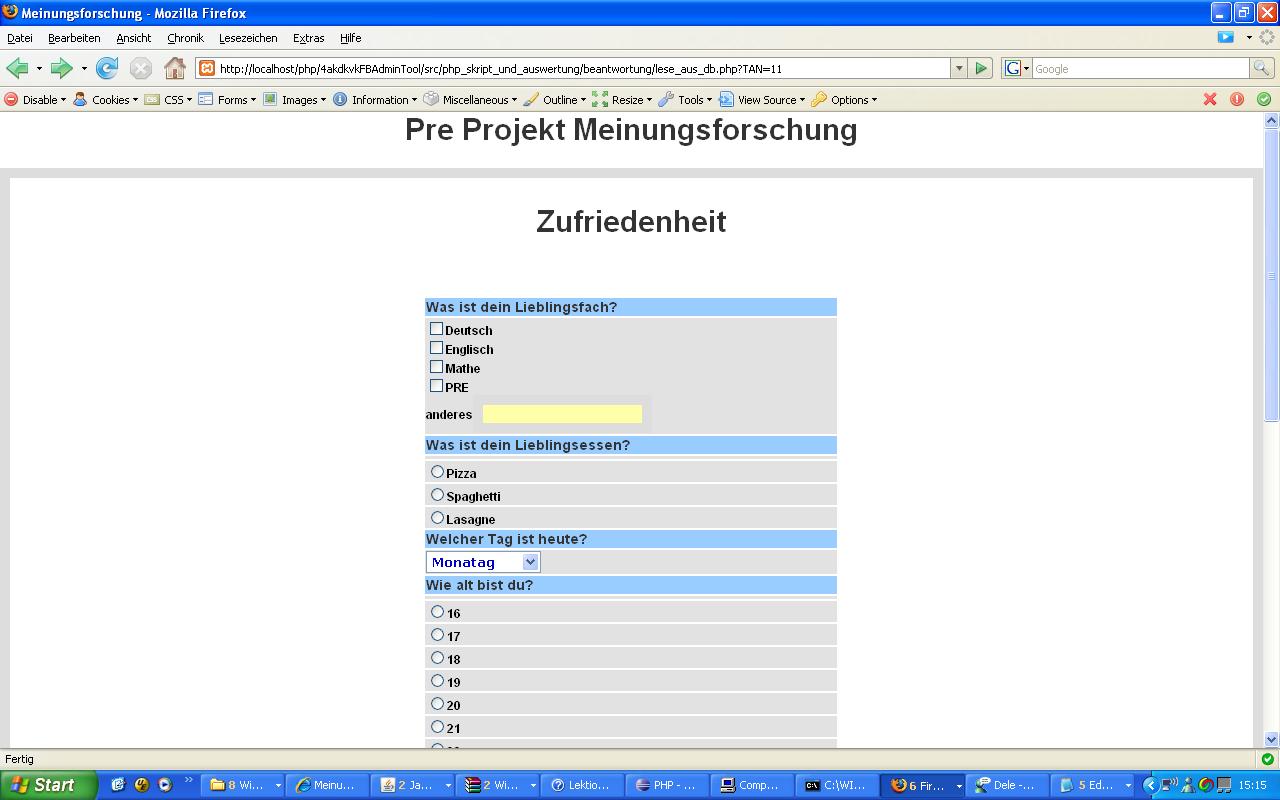 Meinungsforschung - Mozilla Firefox
Datei Bearbeiten Ansicht Chronik Lesezeichen Extras Hilfe
http://localhost/php/4akdkvkFBAdminTool/src/php_skript_und_auswertung/beantwortung/lese_aus_db.php?TAN=11
G Google
Disable Cookies CSS Forms Images Information Miscellaneous Outline Resize Tools View Source Options
Pre Projekt Meinungsforschung
Zufriedenheit
Was ist dein Lieblingsfach?
Deutsch
Englisch
Mathe
PRE
anderes
Was ist dein Lieblingsessen?
Pizza
Spaghetti
Lasagne
Welcher Tag ist heute?
Monatag
Wie alt bist du?
16
17
18
19
20
21
Fertig
Start 8 Wi... Meinu... 2 Ja... 2 Wi... Lektio... PHP - ... Comp... C:\WI... 6 Fir... Dele -... 5 Ed... 15:15